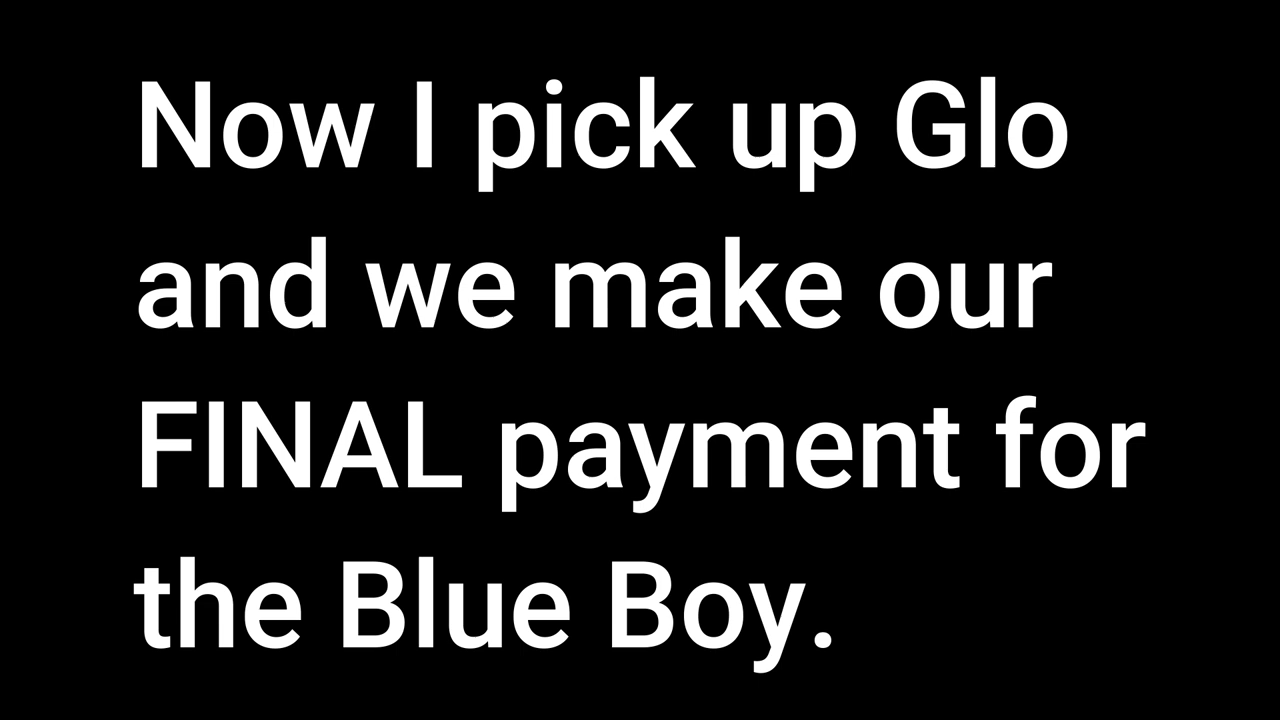 Now I pick up Glo
and we make our
FINAL payment for
the Blue Boy.